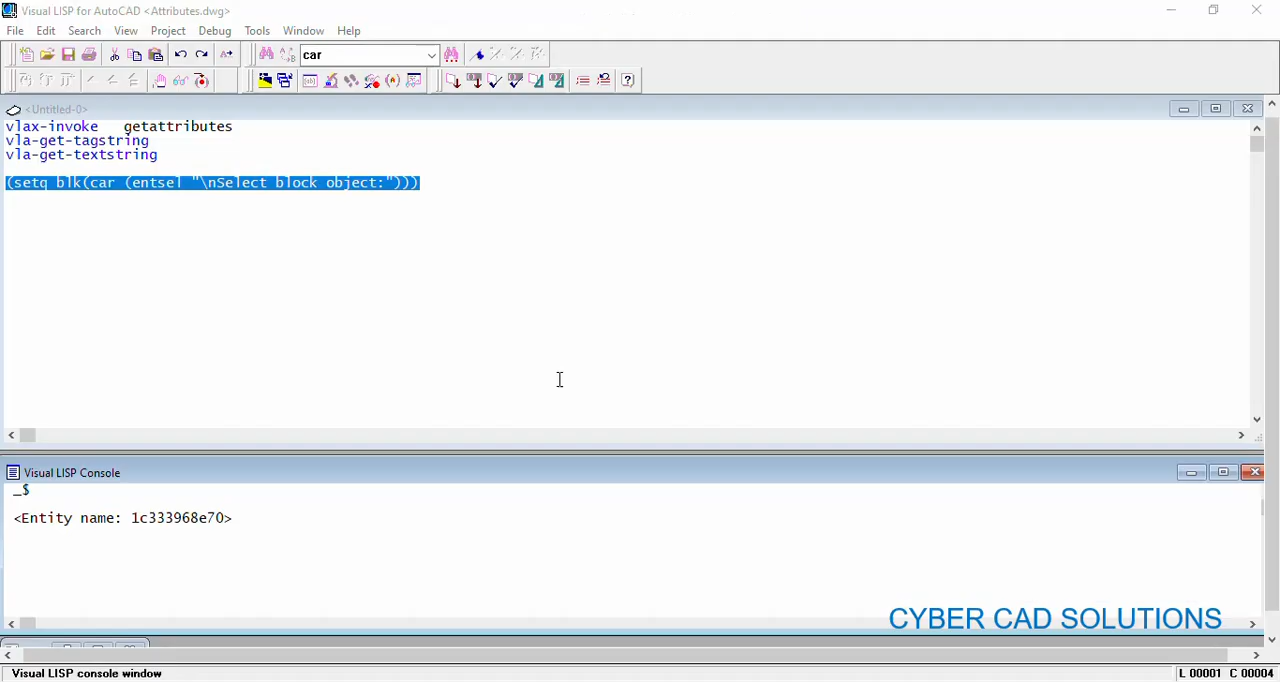 Visual LISP for AutoCAD <Attributes.dwg>
File Edit Search View Project Debug Tools Window Help
car
<Untitled-0>
vlax-invoke getattributes
vla-get-tagstring
vla-get-textstring
(setq blk(car (entsel "\nSelect block object:")))
Visual LISP Console
_$
<Entity name: 1c333968e70>
CYBER CAD SOLUTIONS
Visual LISP console window
L 00001 C 00004